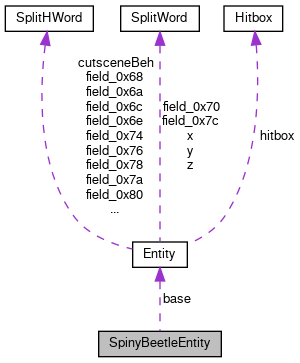 SplitHWord
SplitWord
Hitbox
cutsceneBeh
field_0x68
field_0x6a
field_0x6c
field_0x6e
field_0x74
field_0x76
field_0x78
field_0x7a
field_0x80
...
field_0x70
field_0x7c
x
y
z
hitbox
Entity
base
SpinyBeetleEntity